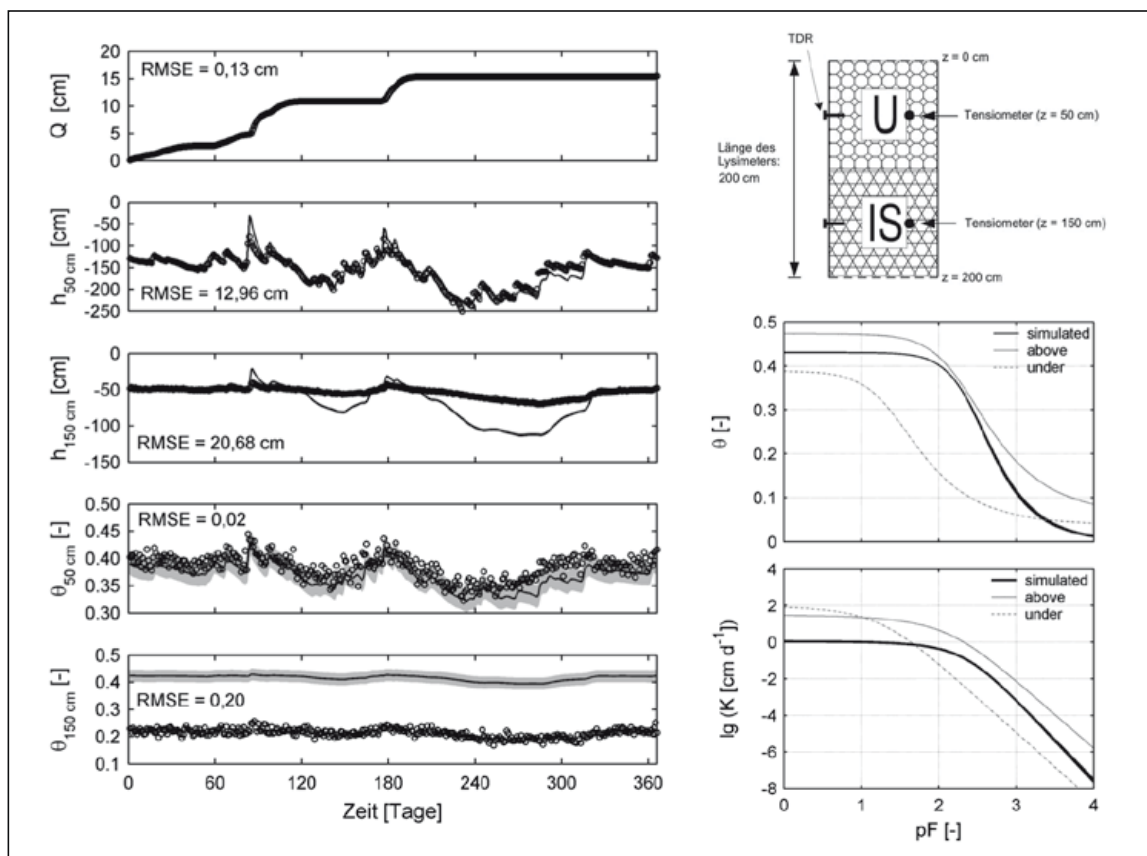 20
15
10
5
0
Q [cm]
RMSE = 0,13 cm
0
-50
-100
-150
-200
-250
h50 cm [cm]
RMSE = 12,96 cm
0
-50
-100
-150
h150 cm [cm]
RMSE = 20,68 cm
0.50
0.45
0.40
0.35
0.30
θ50 cm [-]
RMSE = 0,02
0.5
0.4
0.3
0.2
0.1
θ150 cm [-]
RMSE = 0,20
0 60 120 180 240 300 360
Zeit [Tage]
TDR
z = 0 cm
U
Tensiometer (z = 50 cm)
Länge des
Lysimeters:
200 cm
IS
Tensiometer (z = 150 cm)
z = 200 cm
0.5
0.4
0.3
0.2
0.1
0
θ [-]
simulated
above
under
4
2
0
-2
-4
-6
-8
lg (K [cm d-1])
simulated
above
under
0 1 2 3 4
pF [-]